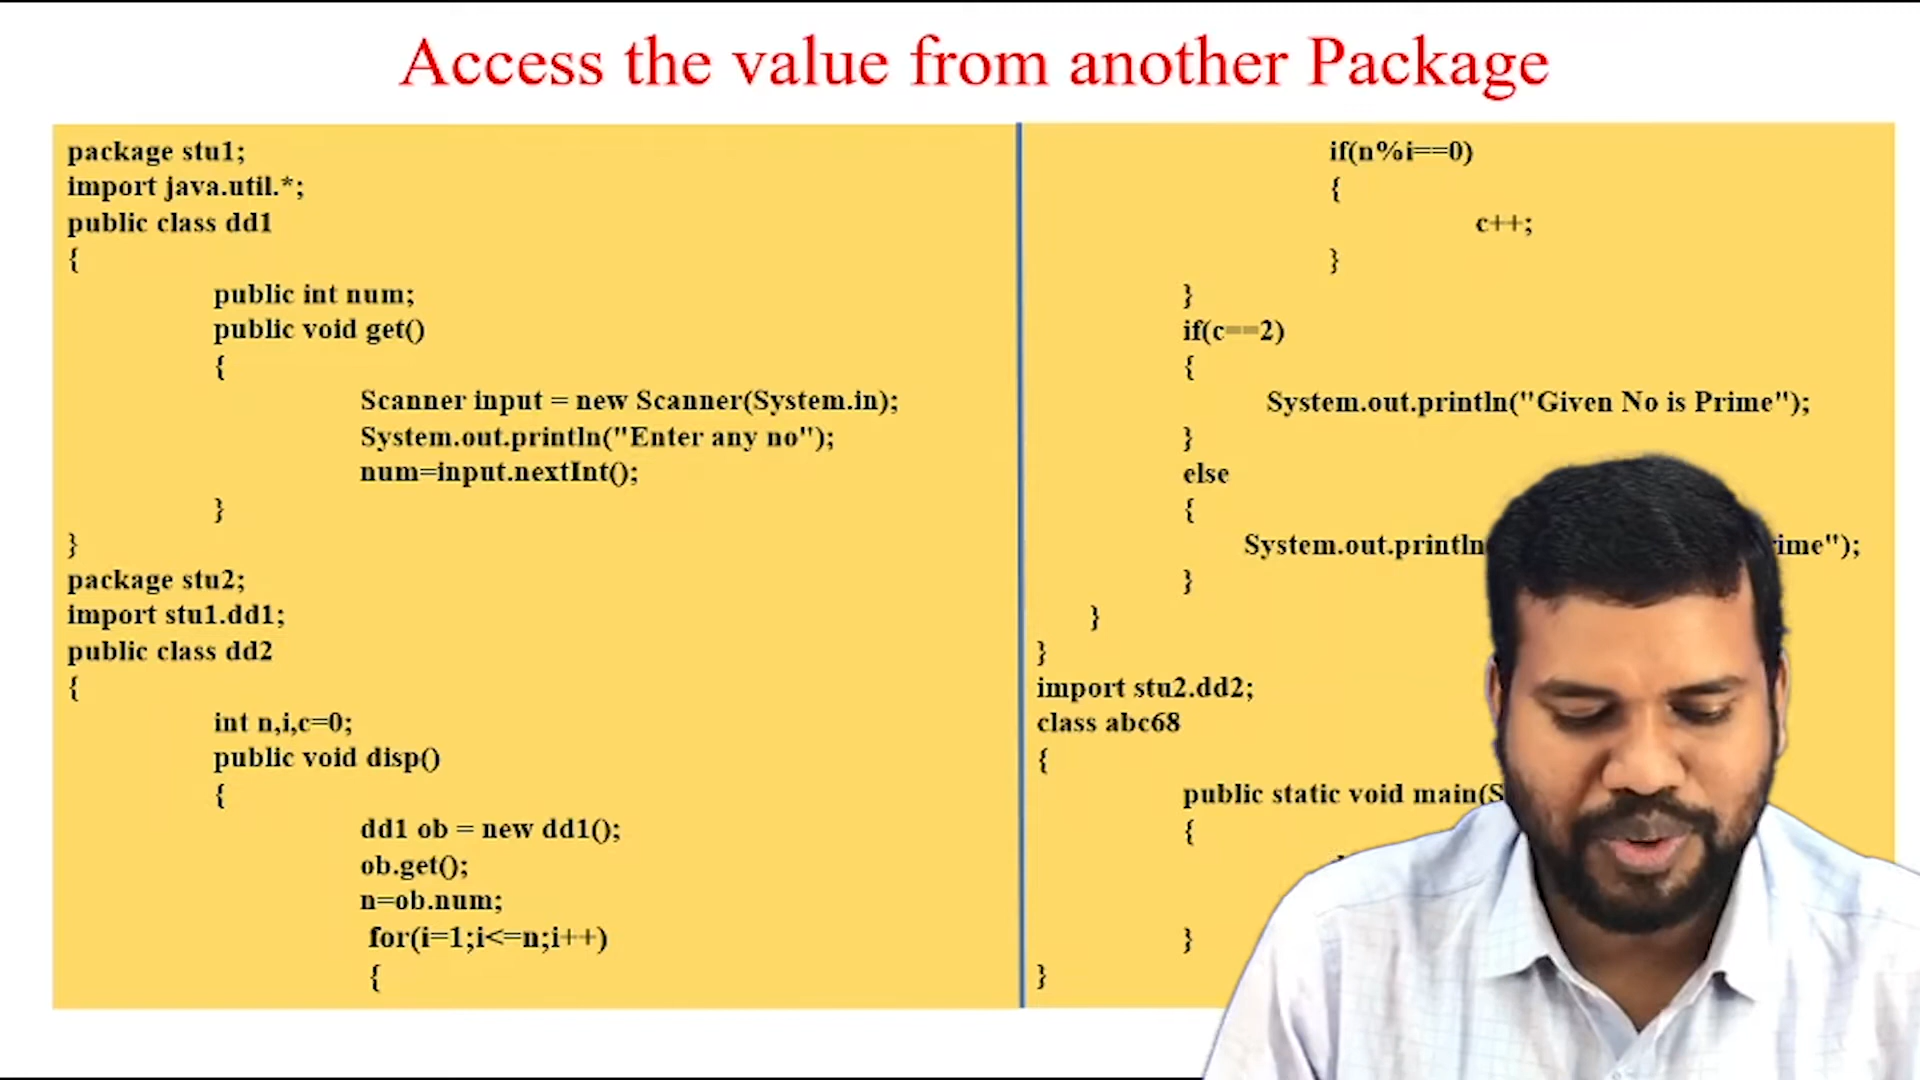 Access the value from another Package
package stu1;
import java.util.*;
public class dd1
{
public int num;
public void get()
{
Scanner input = new Scanner(System.in);
System.out.println("Enter any no");
num=input.nextInt();
}
}
package stu2;
import stu1.dd1;
public class dd2
{
int n,i,c=0;
public void disp()
{
dd1 ob = new dd1();
ob.get();
n=ob.num;
for(i=1;i<=n;i++)
{
if(n%i==0)
{
c++;
}
}
if(c==2)
{
System.out.println("Given No is Prime");
}
else
{
System.out.println ime");
}
}
}
import stu2.dd2;
class abc68
{
public static void main(S
{
}
}